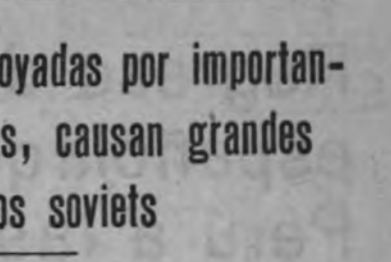 oyadas por importan-
s, causan grandes
os soviets